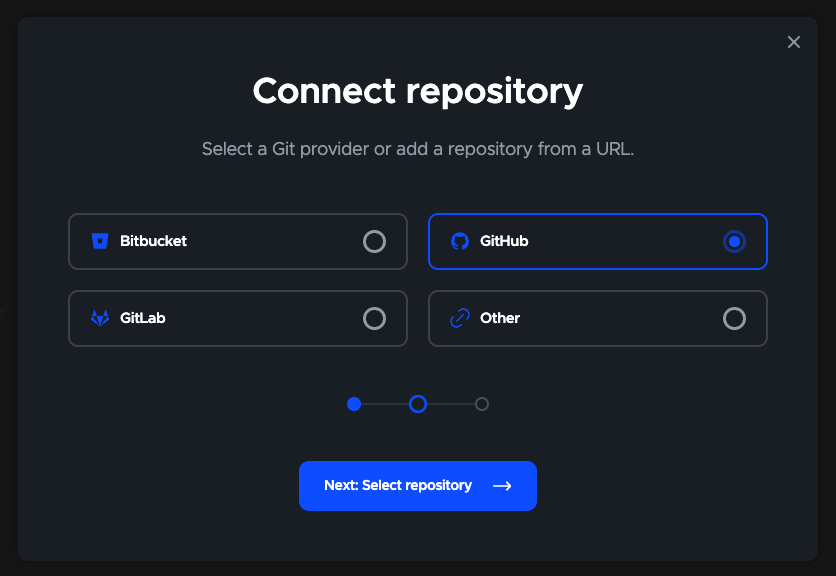 Connect repository
Select a Git provider or add a repository from a URL.
Bitbucket
GitHub
GitLab
Other
Next: Select repository